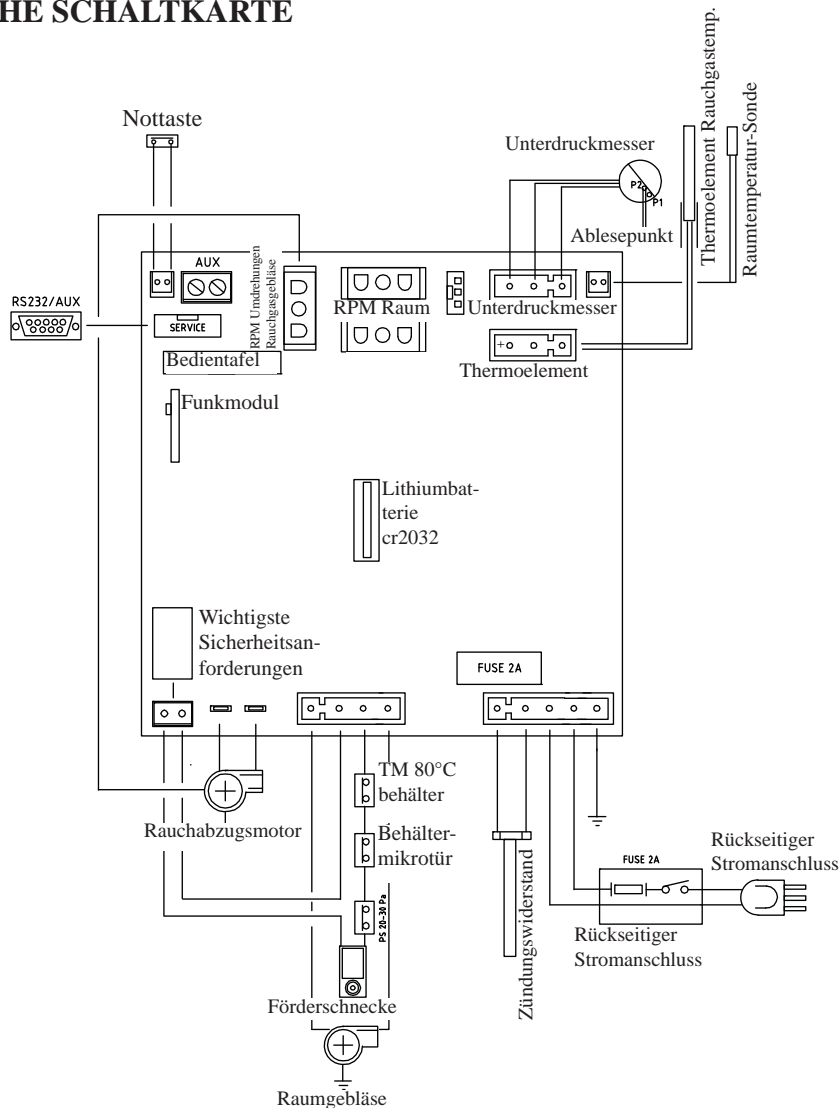 HE SCHALTKARTE
Nottaste
Unterdruckmesser
P2
P1
Ablesepunkt
Thermoelement Rauchgastemp.
Raumtemperatur-Sonde
AUX
RS232/AUX
SERVICE
RPM Umdrehungen
Rauchgasgebläse
RPM Raum
Unterdruckmesser
Bedientafel
+
Thermoelement
Funkmodul
Lithiumbat-
terie
cr2032
Wichtigste
Sicherheitsan-
forderungen
FUSE 2A
TM 80°C
behälter
Rauchabzugsmotor
Behälter-
mikrotür
PS 20-30 Pa
Förderschnecke
Raumgebläse
Zündungswiderstand
FUSE 2A
Rückseitiger
Stromanschluss
Rückseitiger
Stromanschluss